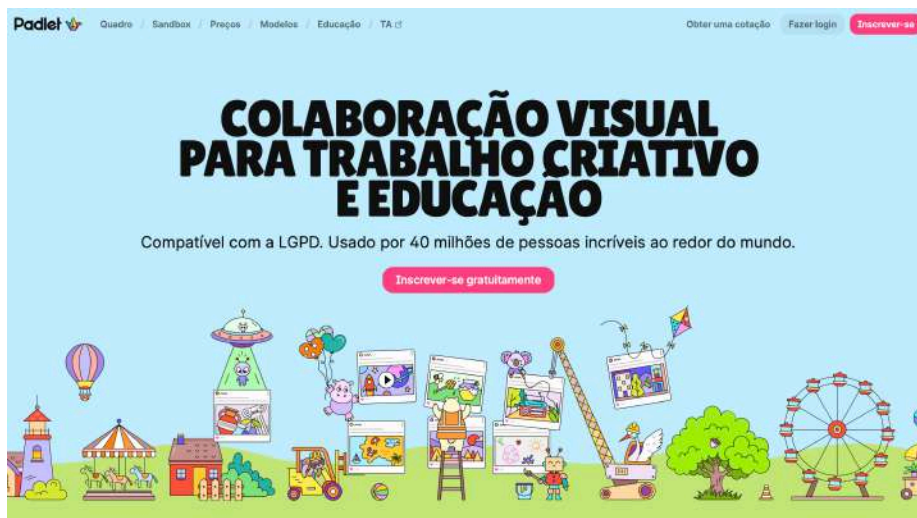 Padlet
Quadro / Sandbox / Preços / Modelos / Educação / TA
Obter uma cotação
Fazer login
Inscrever-se
COLABORAÇÃO VISUAL
PARA TRABALHO CRIATIVO
E EDUCAÇÃO
Compatível com a LGPD. Usado por 40 milhões de pessoas incríveis ao redor do mundo.
Inscrever-se gratuitamente